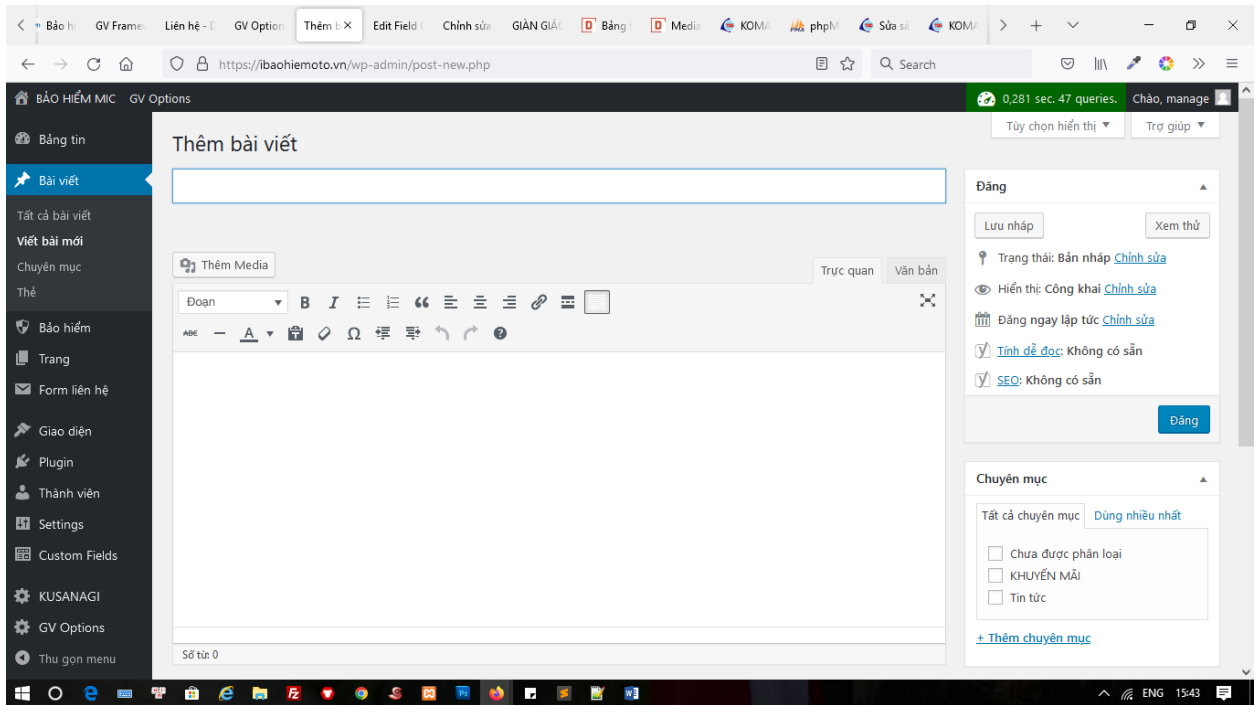 Bảo h
GV Framev
Liên hệ - D
GV Option
Thêm b
Edit Field (
Chỉnh sửa
GIÀN GIÁC
Bảng t
Media
KOMA
phpM
Sửa sả
KOMA
https://ibaohiemoto.vn/wp-admin/post-new.php
Search
BẢO HIỂM MIC GV Options
0,281 sec. 47 queries.
Chào, manage
Tùy chọn hiển thị
Trợ giúp
Bảng tin
Bài viết
Tất cả bài viết
Viết bài mới
Chuyên mục
Thẻ
Bảo hiểm
Trang
Form liên hệ
Giao diện
Plugin
Thành viên
Settings
Custom Fields
KUSANAGI
GV Options
Thu gọn menu
Thêm bài viết
Thêm Media
Trực quan
Văn bản
Đoạn
B I
ABC A Ω
Số từ: 0
Đăng
Lưu nháp
Xem thử
Trạng thái: Bản nháp Chỉnh sửa
Hiển thị: Công khai Chỉnh sửa
Đăng ngay lập tức Chỉnh sửa
Tính dễ đọc: Không có sẵn
SEO: Không có sẵn
Đăng
Chuyên mục
Tất cả chuyên mục
Dùng nhiều nhất
Chưa được phân loại
KHUYẾN MÃI
Tin tức
+ Thêm chuyên mục
ENG 15:43